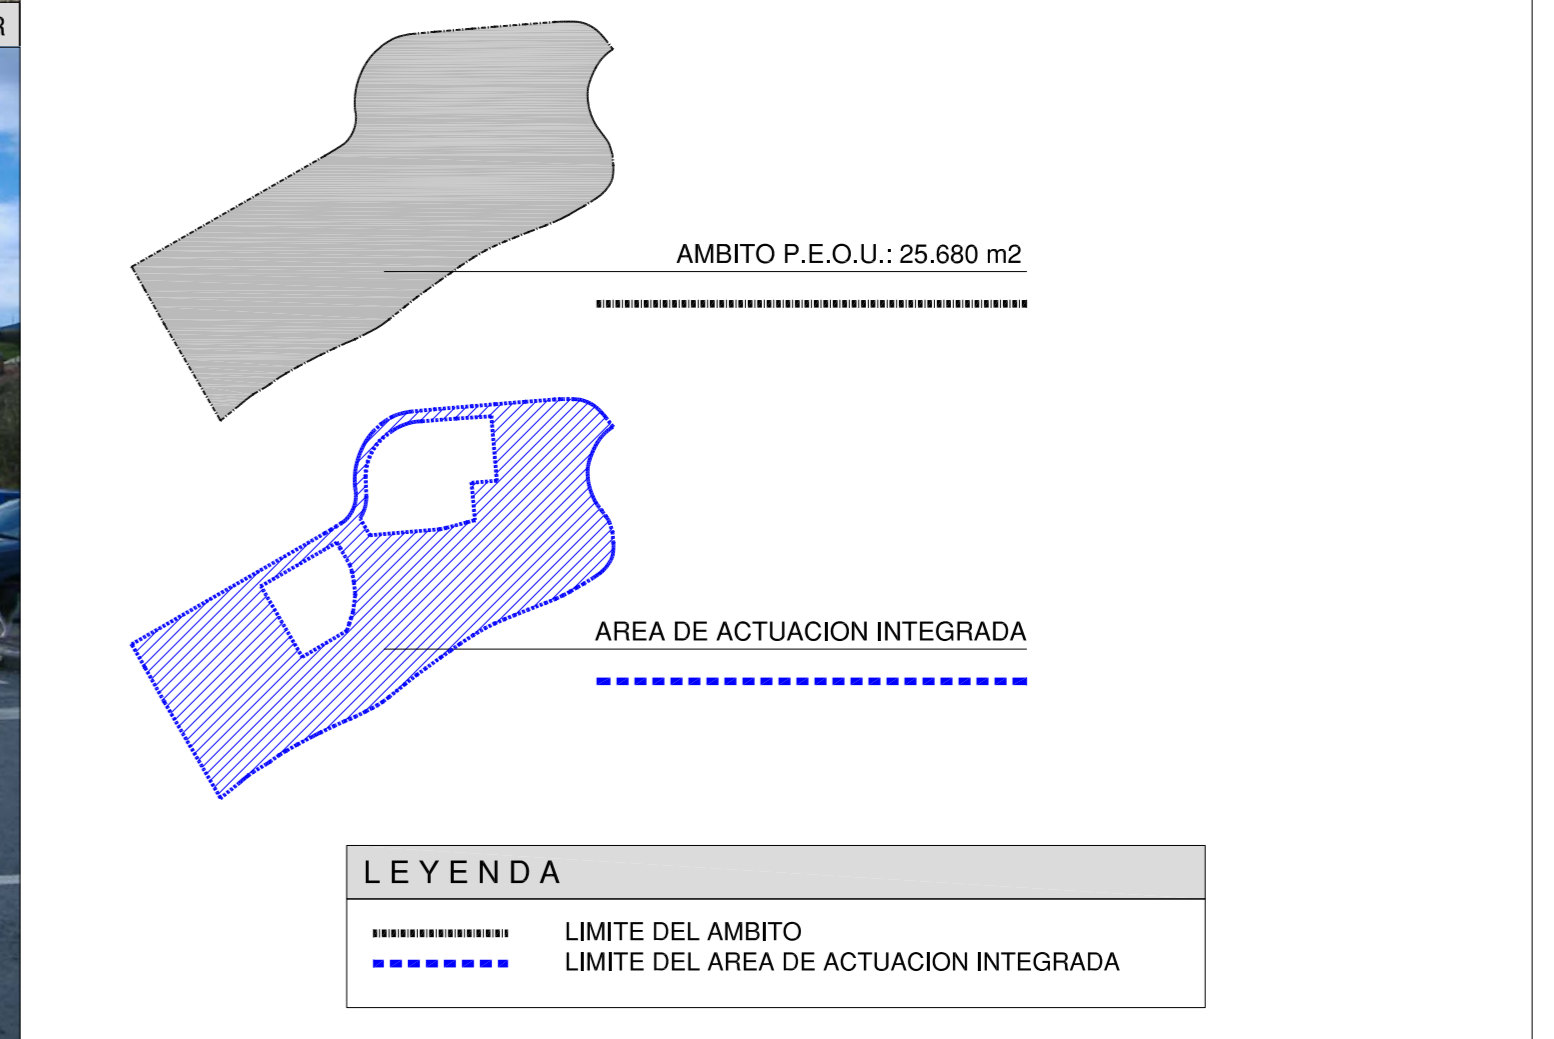 R
AMBITO P.E.O.U.: 25.680 m2
AREA DE ACTUACION INTEGRADA
LEYENDA
LIMITE DEL AMBITO
LIMITE DEL AREA DE ACTUACION INTEGRADA